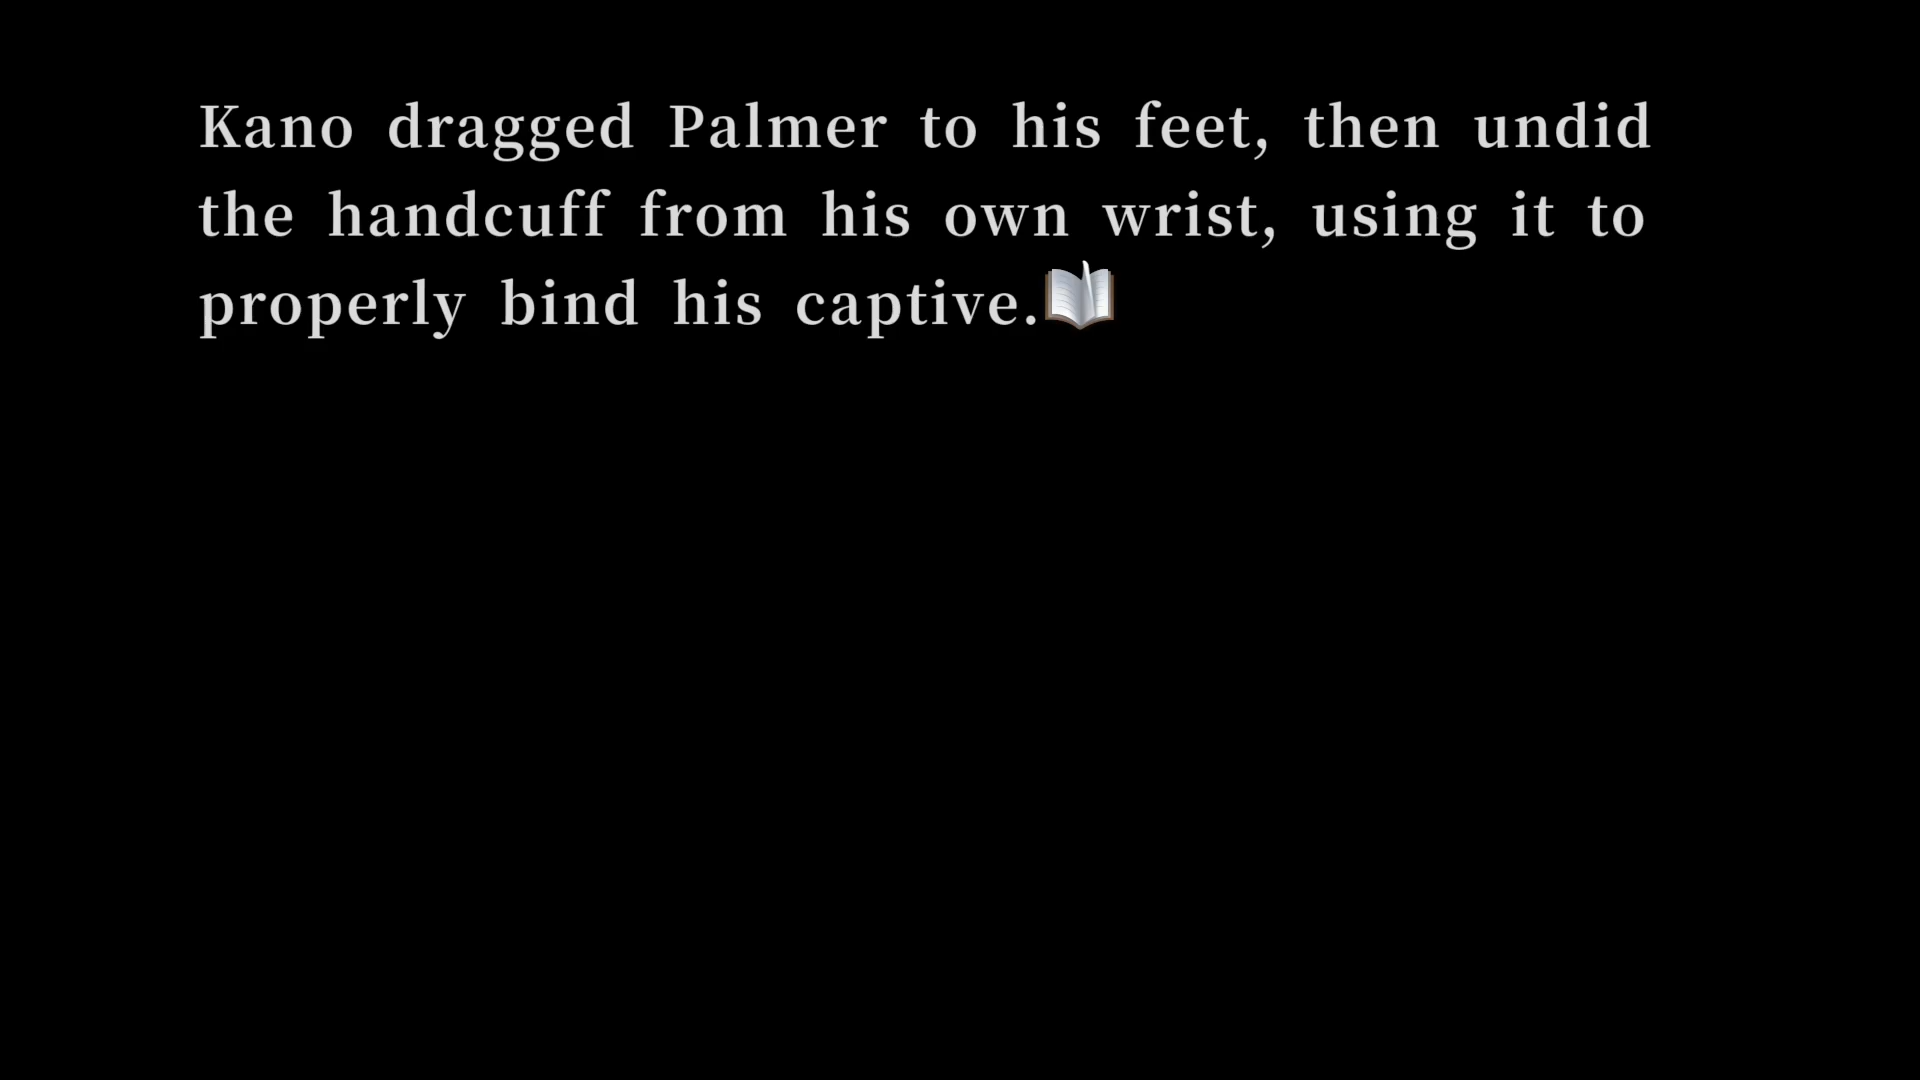 Kano dragged Palmer to his feet, then undid
the handcuff from his own wrist, using it to
properly bind his captive.